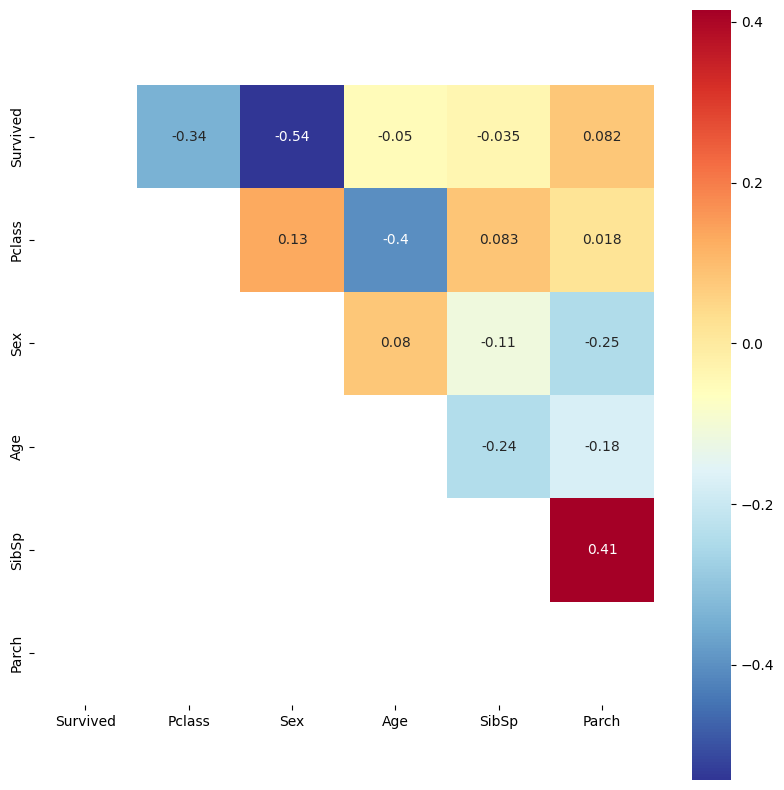 0.4
Survived
-0.34
-0.54
-0.05
-0.035
0.082
0.2
Pclass
0.13
-0.4
0.083
0.018
Sex
0.08
-0.11
-0.25
0.0
Age
-0.24
-0.18
−0.2
SibSp
0.41
Parch
−0.4
Survived
Pclass
Sex
Age
SibSp
Parch